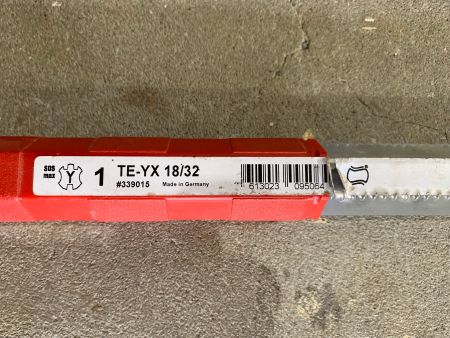 SDS max Y 1 TE-YX 18/32
#339015 Made in Germany
613023 095064